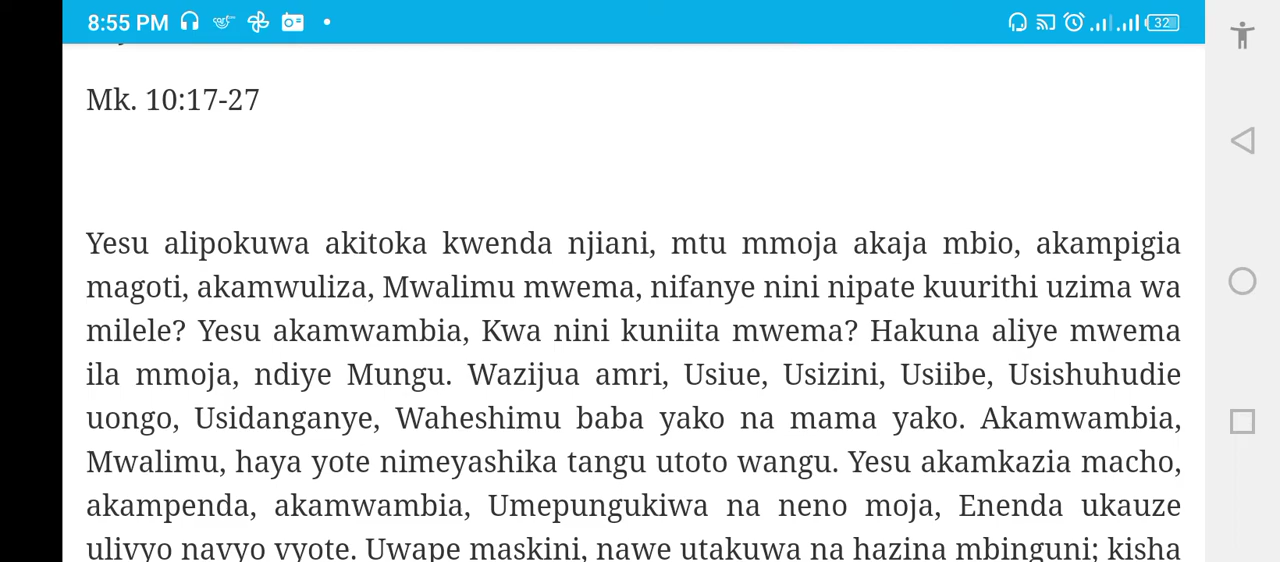 8:55 PM
32
Mk. 10:17-27
Yesu alipokuwa akitoka kwenda njiani, mtu mmoja akaja mbio, akampigia
magoti, akamwuliza, Mwalimu mwema, nifanye nini nipate kuurithi uzima wa
milele? Yesu akamwambia, Kwa nini kuniita mwema? Hakuna aliye mwema
ila mmoja, ndiye Mungu. Wazijua amri, Usiue, Usizini, Usiibe, Usishuhudie
uongo, Usidanganye, Waheshimu baba yako na mama yako. Akamwambia,
Mwalimu, haya yote nimeyashika tangu utoto wangu. Yesu akamkazia macho,
akampenda, akamwambia, Umepungukiwa na neno moja, Enenda ukauze
ulivyo navyo vyote. Uwape maskini, nawe utakuwa na hazina mbinguni; kisha